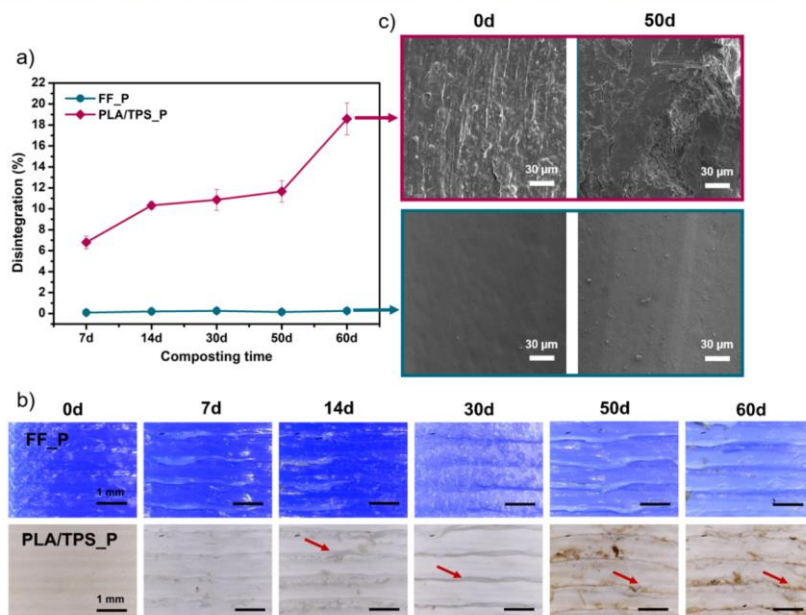 a)
Disintegration (%)
22
20
18
16
14
12
10
8
6
4
2
0
FF_P
PLA/TPS_P
7d 14d 30d 50d 60d
Composting time
c)
0d 50d
30 µm 30 µm
30 µm 30 µm
b)
0d 7d 14d 30d 50d 60d
FF_P
1 mm
PLA/TPS_P
1 mm